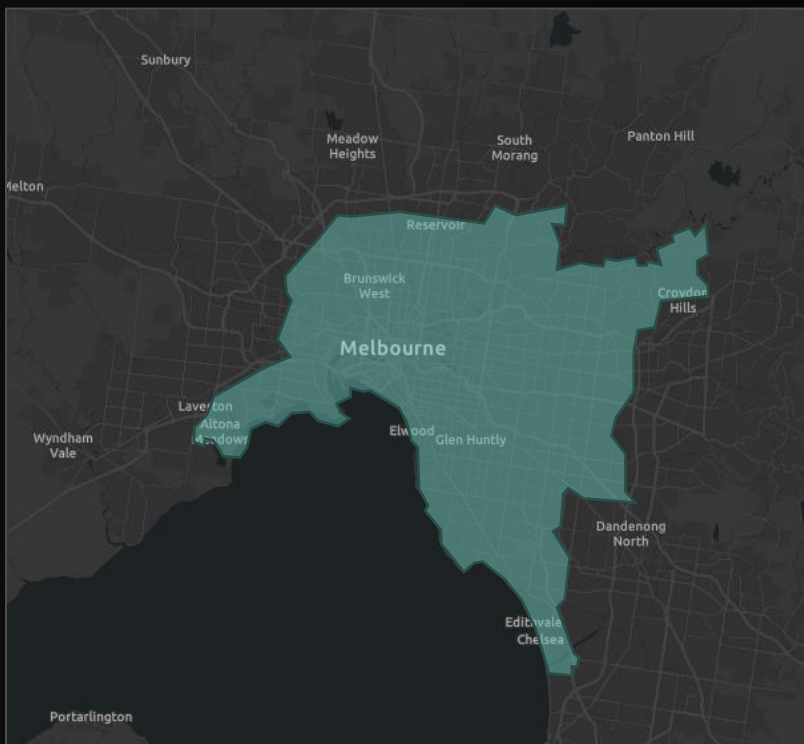 Sunbury
Meadow
Heights
South
Morang
Panton Hill
Melton
Reservoir
Brunswick
West
Croydon
Hills
Melbourne
Laverton
Altona
Meadows
Elwood
Glen Huntly
Wyndham
Vale
Dandenong
North
Edithvale
Chelsea
Portarlington